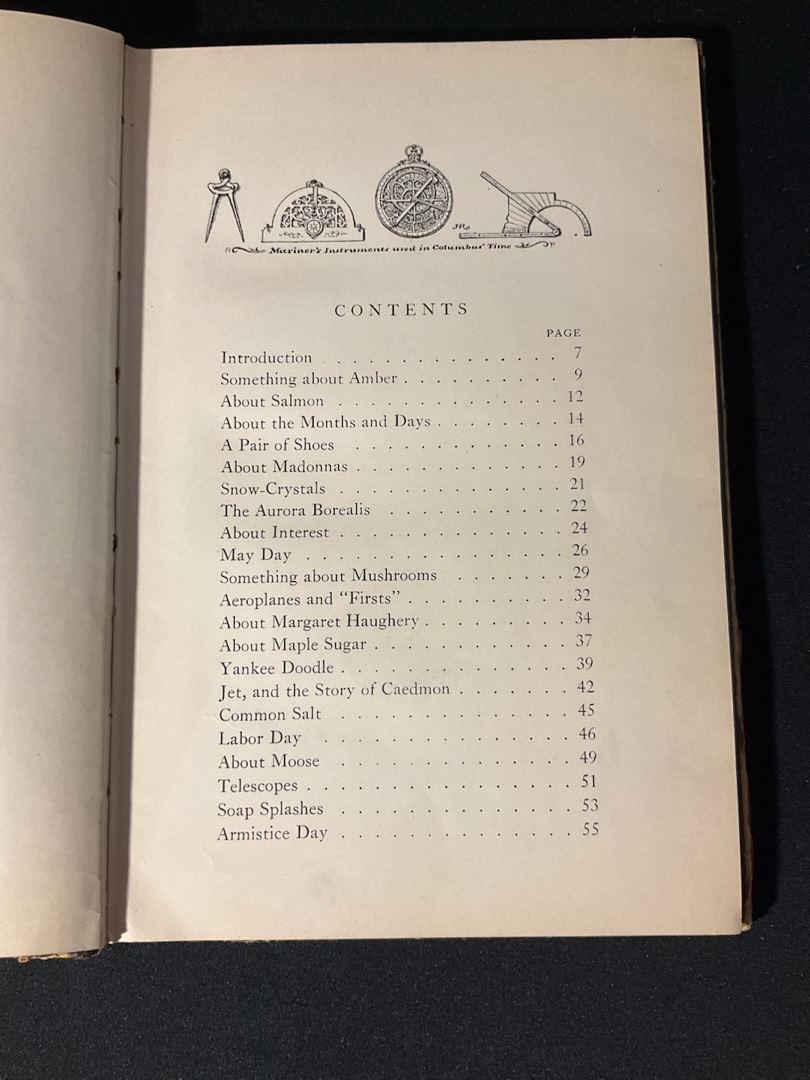 Mariner's Instruments used in Columbus' Time
CONTENTS
PAGE
Introduction . . . . . . . . . . . . . . 7
Something about Amber . . . . . . . . . . 9
About Salmon . . . . . . . . . . . . . . 12
About the Months and Days . . . . . . . . 14
A Pair of Shoes . . . . . . . . . . . . . 16
About Madonnas . . . . . . . . . . . . . 19
Snow-Crystals . . . . . . . . . . . . . . 21
The Aurora Borealis . . . . . . . . . . . 22
About Interest . . . . . . . . . . . . . . 24
May Day . . . . . . . . . . . . . . . . 26
Something about Mushrooms . . . . . . . 29
Aeroplanes and “Firsts” . . . . . . . . . . 32
About Margaret Haughery . . . . . . . . . 34
About Maple Sugar . . . . . . . . . . . . 37
Yankee Doodle . . . . . . . . . . . . . . 39
Jet, and the Story of Caedmon . . . . . . . 42
Common Salt . . . . . . . . . . . . . . 45
Labor Day . . . . . . . . . . . . . . . 46
About Moose . . . . . . . . . . . . . . 49
Telescopes . . . . . . . . . . . . . . . . 51
Soap Splashes . . . . . . . . . . . . . . 53
Armistice Day . . . . . . . . . . . . . . 55